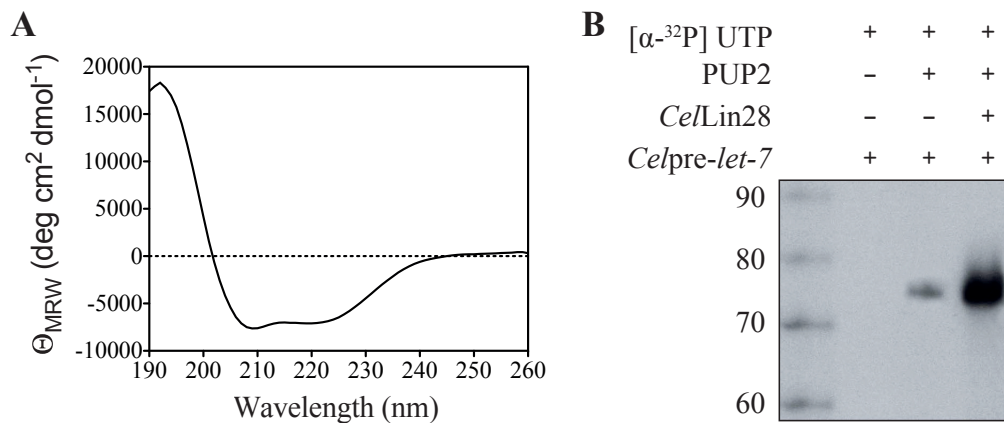 A
ΘMRW (deg cm² dmol⁻¹)
20000
15000
10000
5000
0
-5000
-10000
190 200 210 220 230 240 250 260
Wavelength (nm)
B
[α-³²P] UTP + + +
PUP2 – + +
CelLin28 – – +
Celpre-let-7 + + +
90
80
70
60